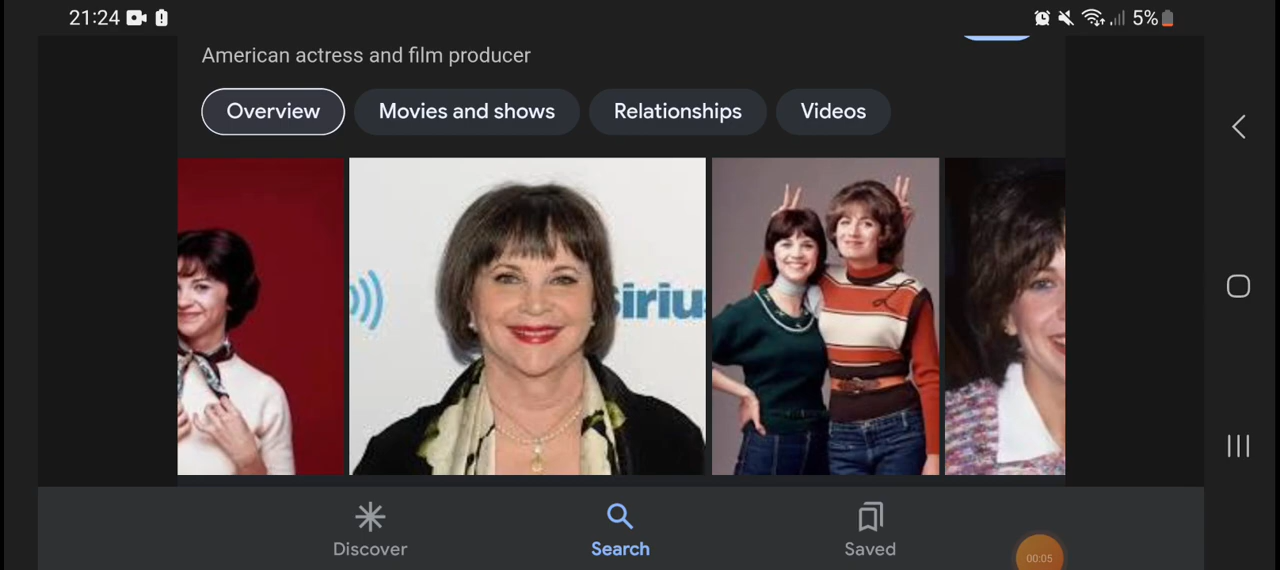 21:24
5%
American actress and film producer
Overview
Movies and shows
Relationships
Videos
Siriu
Discover
Search
Saved
00:05